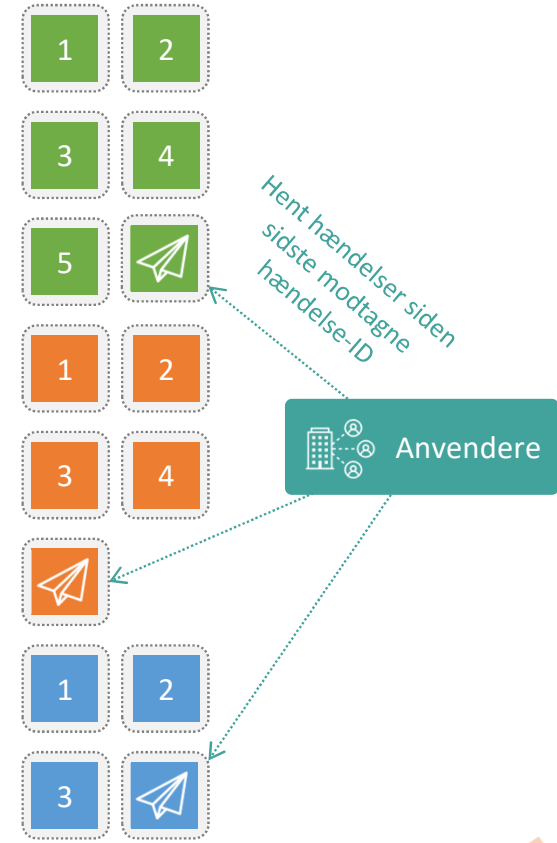 1 2
3 4
5
Hent hændelser siden
sidste modtagne
hændelse-ID
1 2
3 4
Anvendere
1 2
3